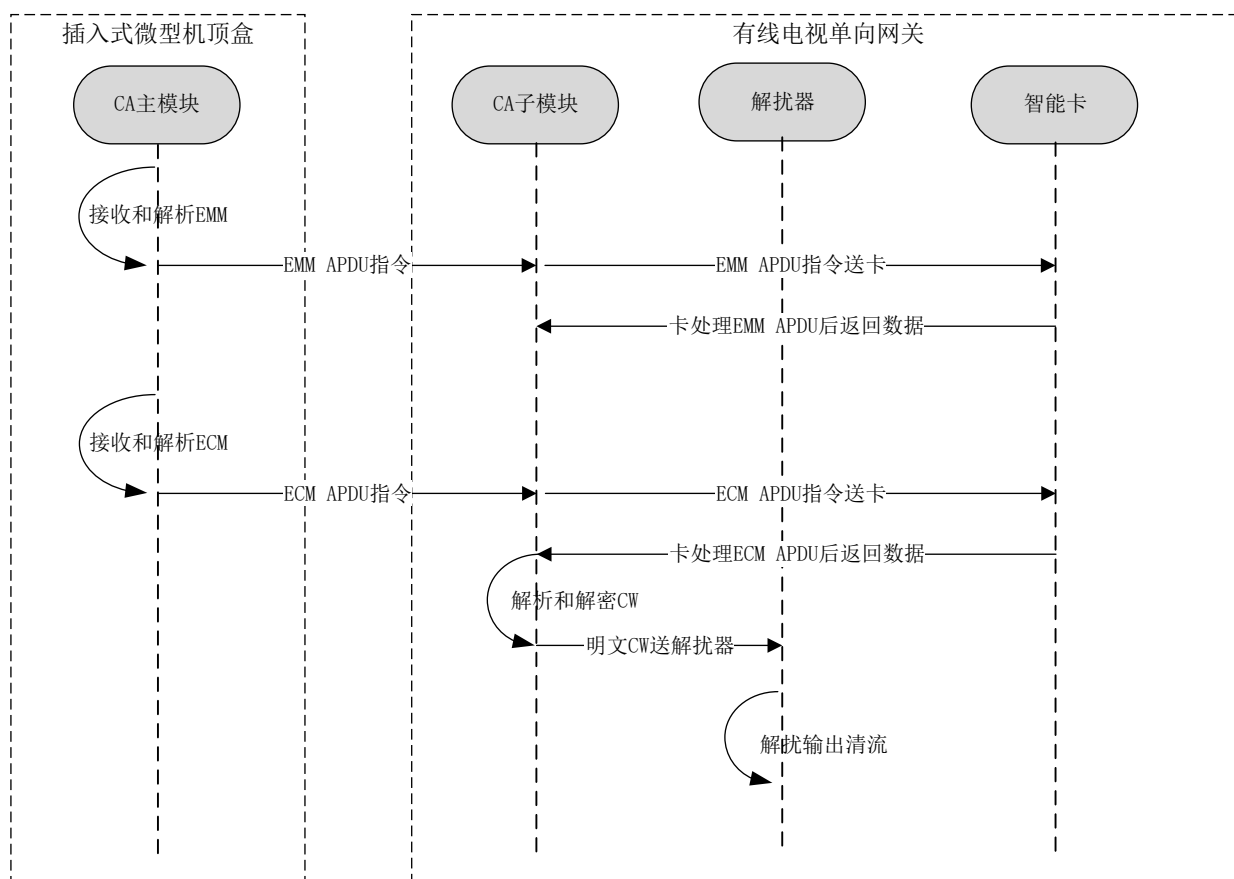 插入式微型机顶盒
有线电视单向网关
CA主模块
CA子模块
解扰器
智能卡
接收和解析EMM
EMM APDU指令
EMM APDU指令送卡
卡处理EMM APDU后返回数据
接收和解析ECM
ECM APDU指令
ECM APDU指令送卡
卡处理ECM APDU后返回数据
解析和解密CW
明文CW送解扰器
解扰输出清流